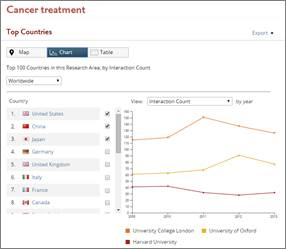 Cancer treatment
Top Countries
Export
Map
Chart
Table
Top 100 Countries in this Research Area, by Interaction Count
Worldwide
Country
View: Interaction Count by year
1. United States
2. China
3. Japan
4. Germany
5. United Kingdom
6. Italy
7. France
8. Canada
160
140
120
100
80
60
40
20
0
2009 2010 2011 2012 2013
University College London
University of Oxford
Harvard University